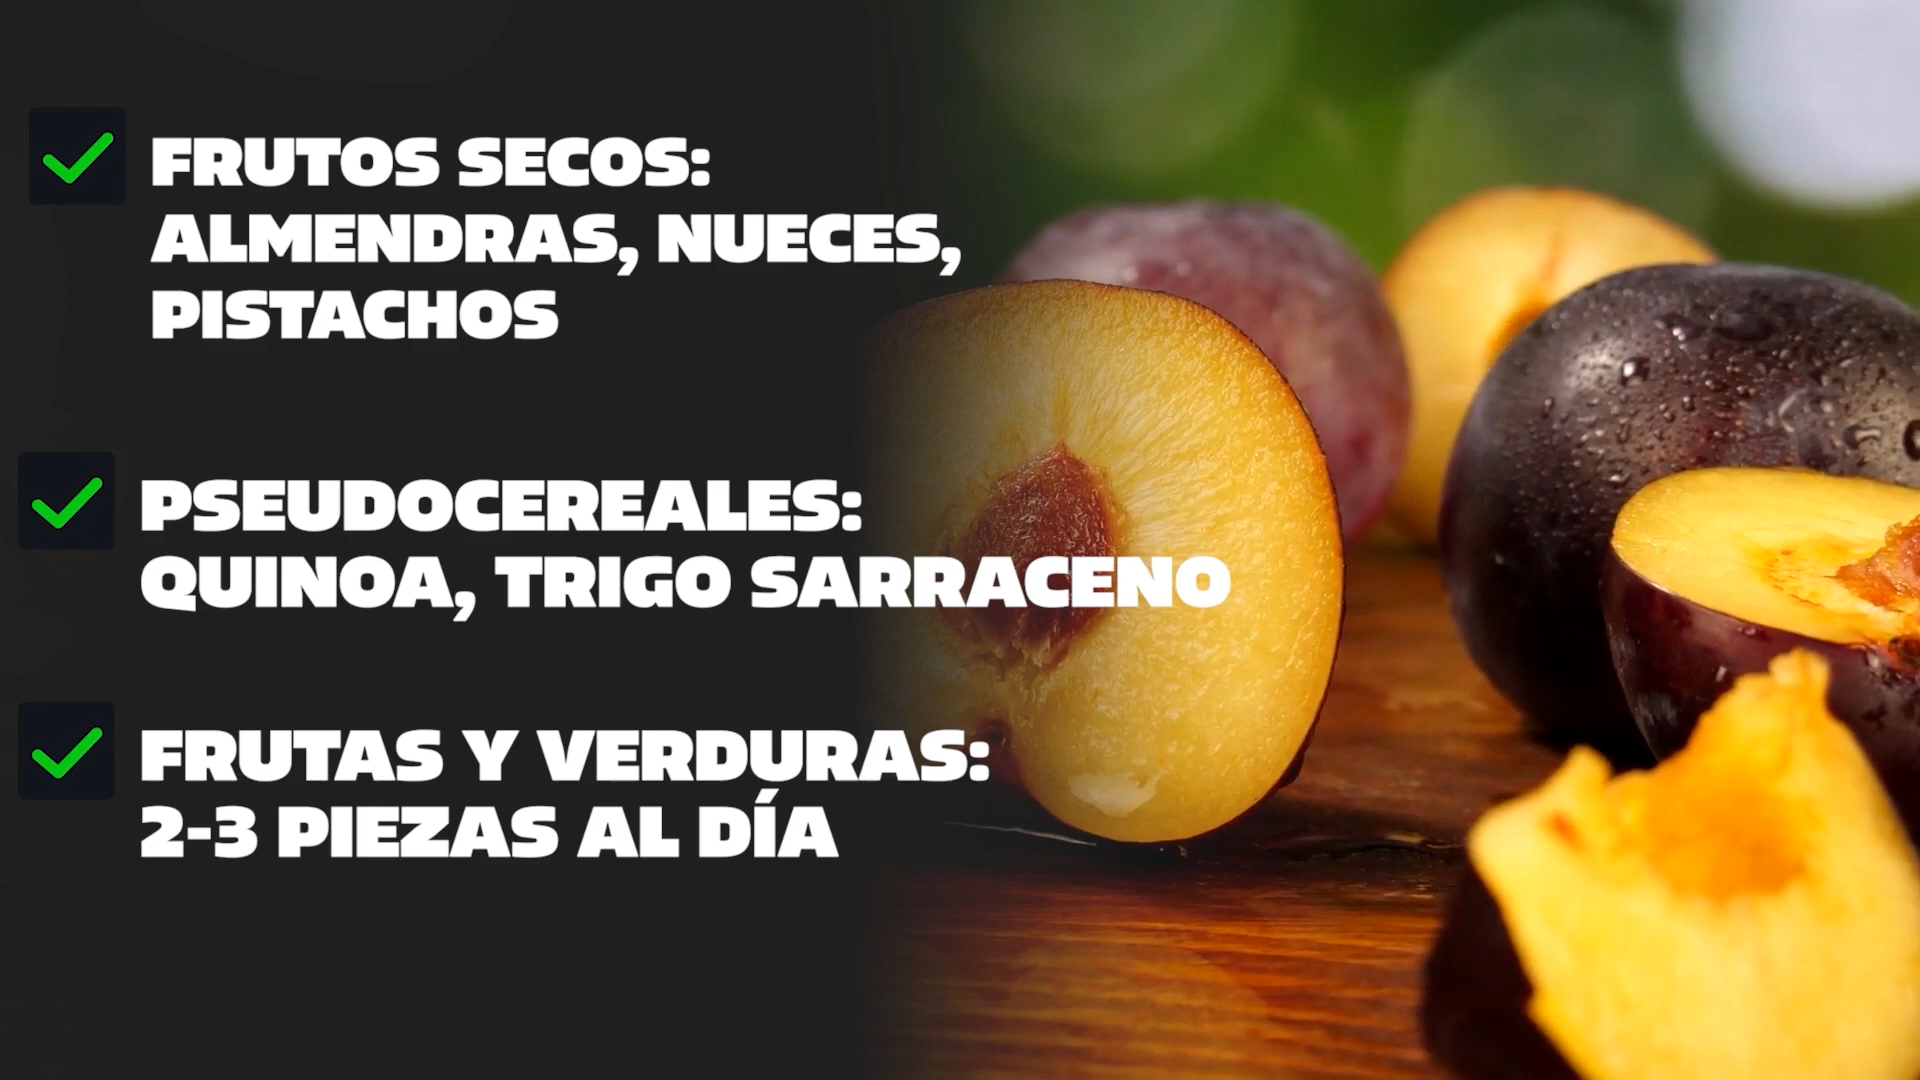 FRUTOS SECOS:
ALMENDRAS, NUECES,
PISTACHOS
PSEUDOCEREALES:
QUINOA, TRIGO SARRACENO
FRUTAS Y VERDURAS:
2-3 PIEZAS AL DÍA